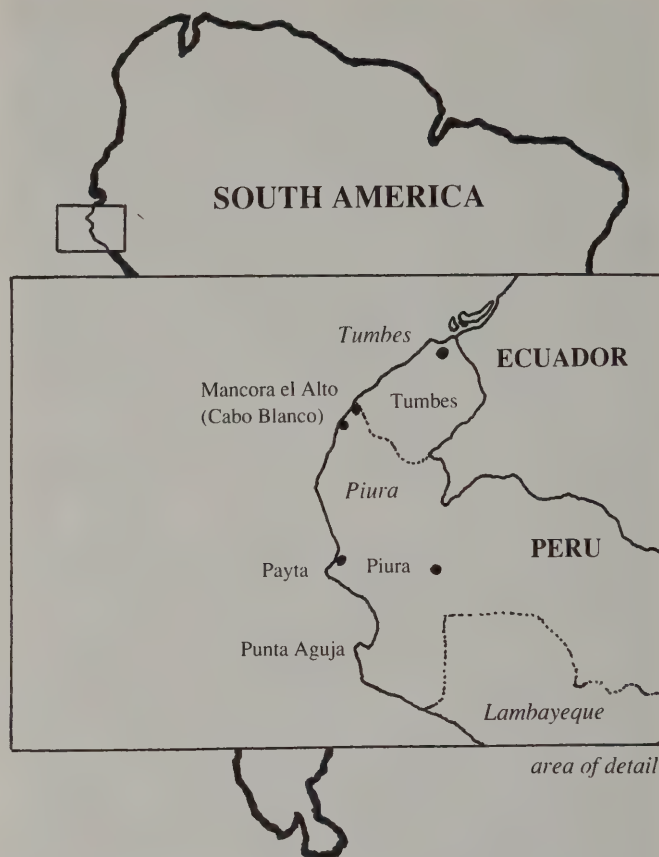 SOUTH AMERICA
Tumbes
ECUADOR
Mancora el Alto
(Cabo Blanco)
Tumbes
Piura
PERU
Payta
Piura
Punta Aguja
Lambayeque
area of detail